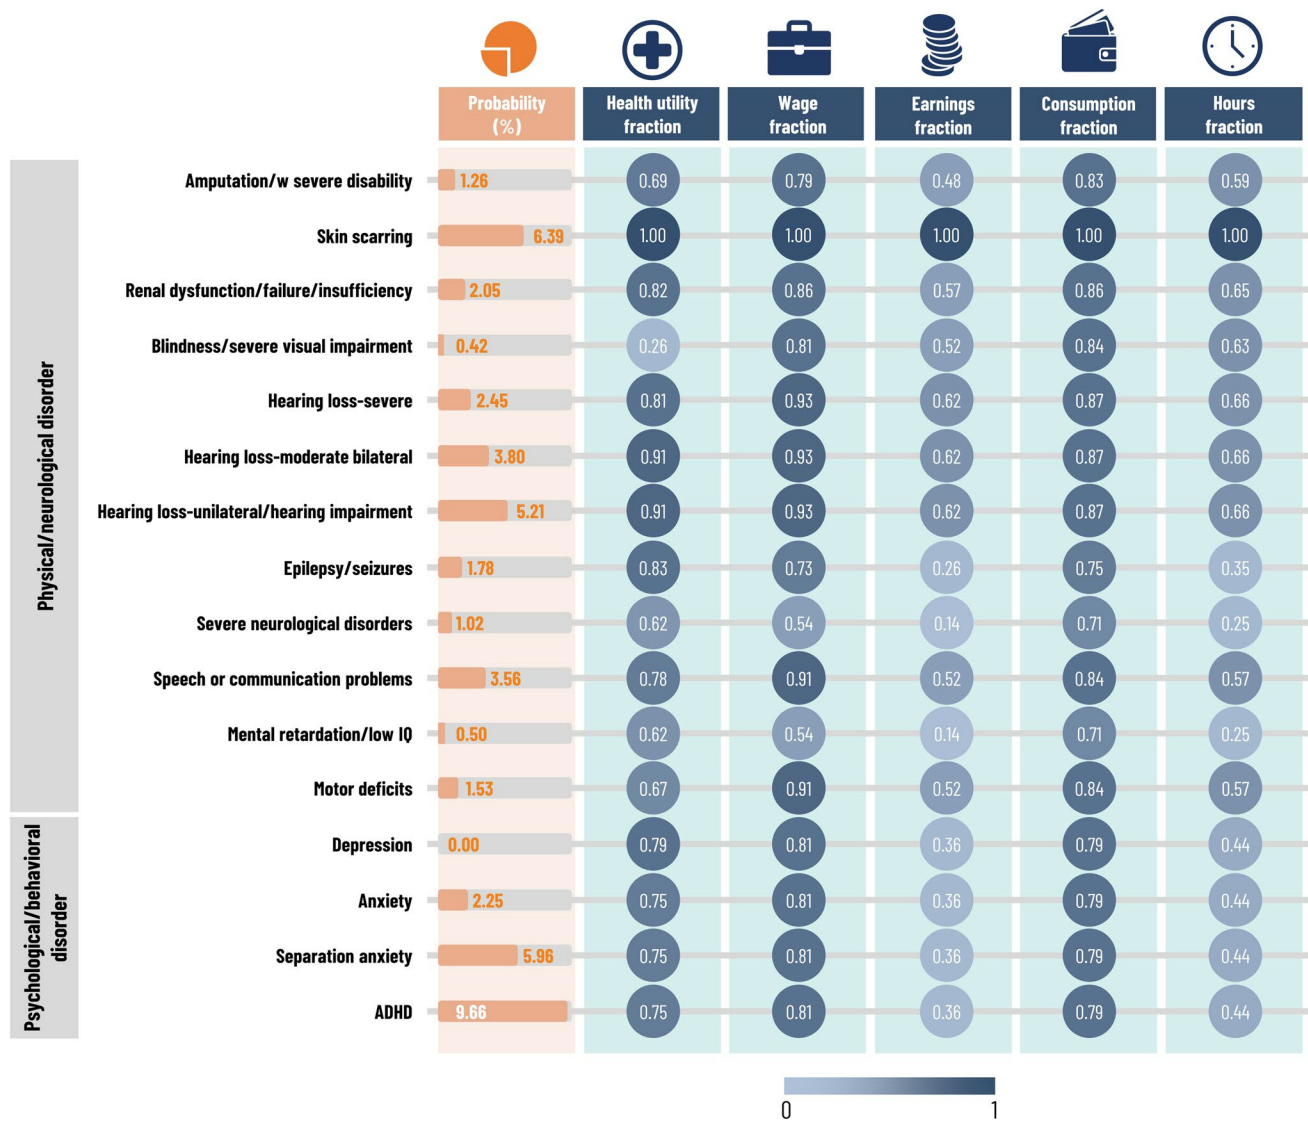 Probability
(%)
Health utility
fraction
Wage
fraction
Earnings
fraction
Consumption
fraction
Hours
fraction
Physical/neurological disorder
Amputation/w severe disability 1.26 0.69 0.79 0.48 0.83 0.59
Skin scarring 6.39 1.00 1.00 1.00 1.00 1.00
Renal dysfunction/failure/insufficiency 2.05 0.82 0.86 0.57 0.86 0.65
Blindness/severe visual impairment 0.42 0.26 0.81 0.52 0.84 0.63
Hearing loss-severe 2.45 0.81 0.93 0.62 0.87 0.66
Hearing loss-moderate bilateral 3.80 0.91 0.93 0.62 0.87 0.66
Hearing loss-unilateral/hearing impairment 5.21 0.91 0.93 0.62 0.87 0.66
Epilepsy/seizures 1.78 0.83 0.73 0.26 0.75 0.35
Severe neurological disorders 1.02 0.62 0.54 0.14 0.71 0.25
Speech or communication problems 3.56 0.78 0.91 0.52 0.84 0.57
Mental retardation/low IQ 0.50 0.62 0.54 0.14 0.71 0.25
Motor deficits 1.53 0.67 0.91 0.52 0.84 0.57
Psychological/behavioral
disorder
Depression 0.00 0.79 0.81 0.36 0.79 0.44
Anxiety 2.25 0.75 0.81 0.36 0.79 0.44
Separation anxiety 5.96 0.75 0.81 0.36 0.79 0.44
ADHD 9.66 0.75 0.81 0.36 0.79 0.44
0 1